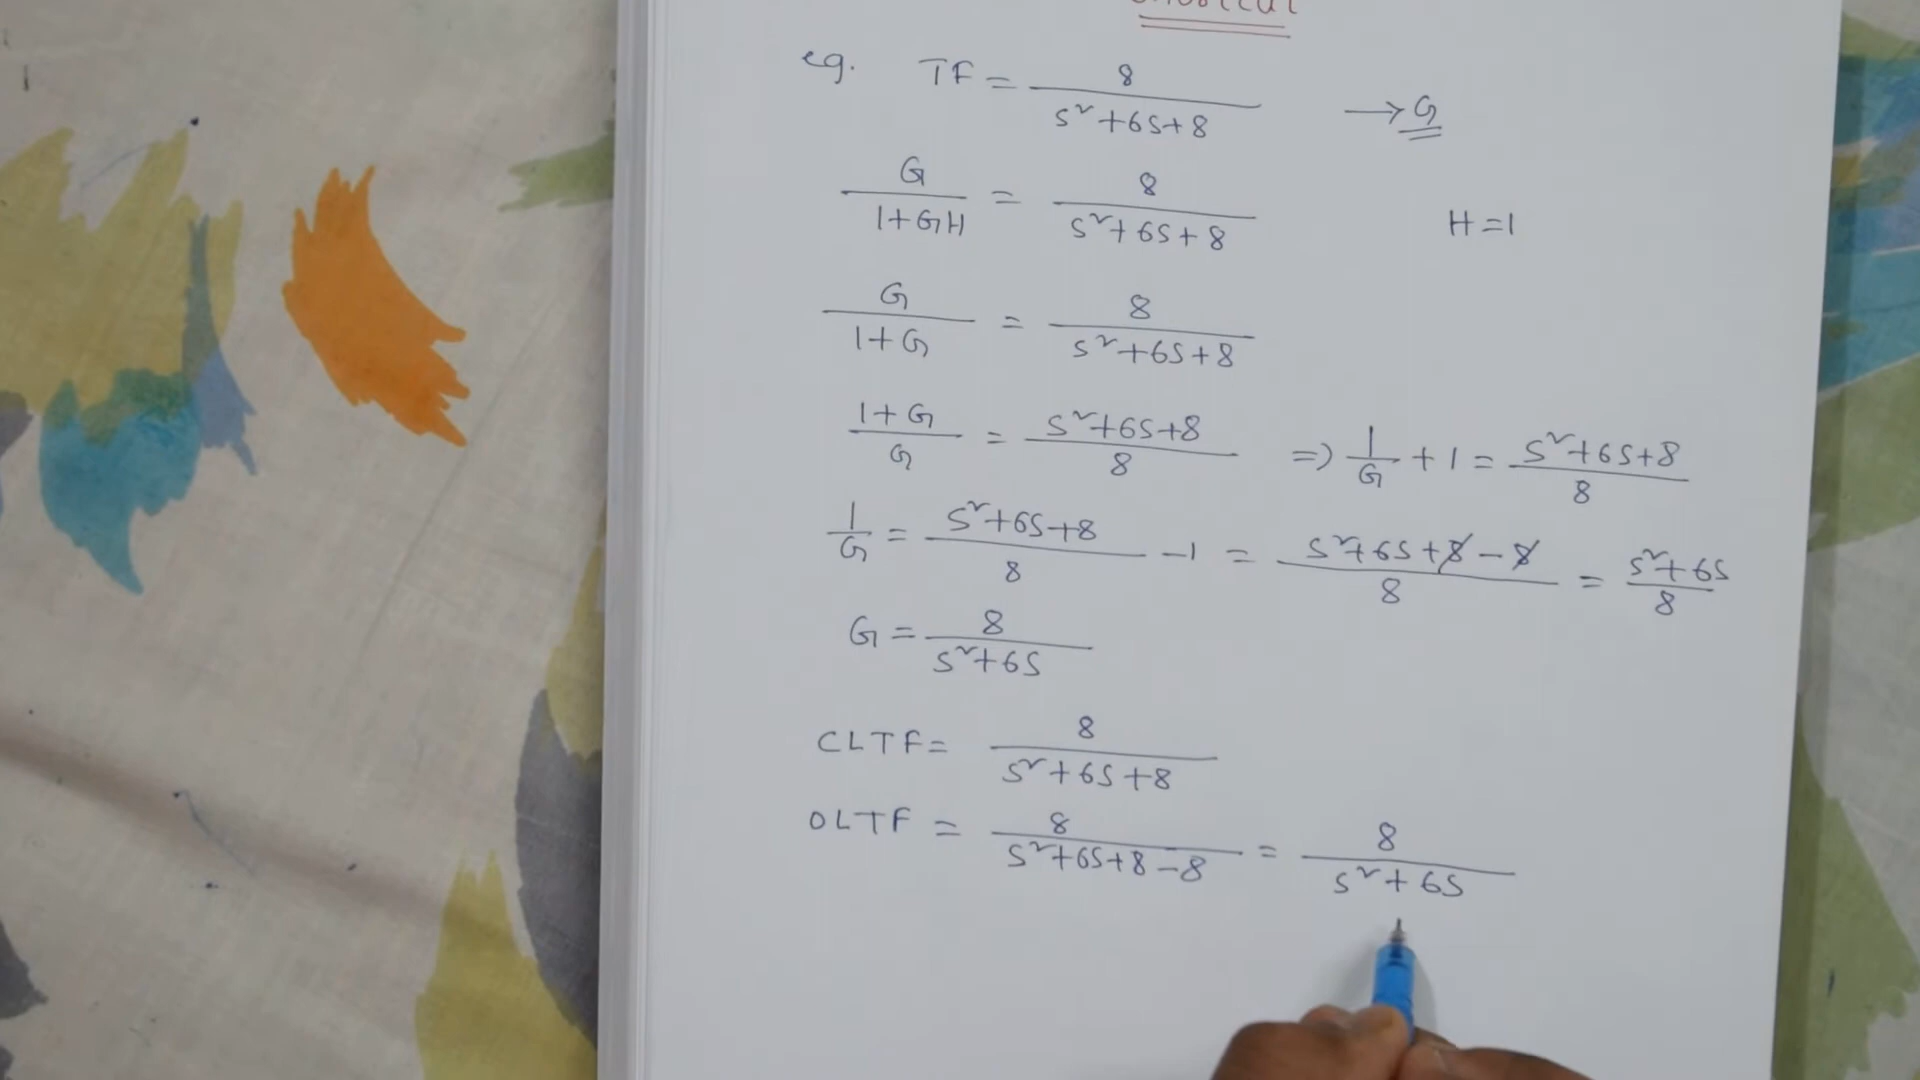 eg. TF = 8 / (s²+6s+8) → G
G / (1+GH) = 8 / (s²+6s+8) H=1
G / (1+G) = 8 / (s²+6s+8)
(1+G) / G = (s²+6s+8) / 8 => 1/G + 1 = (s²+6s+8) / 8
1/G = (s²+6s+8) / 8 - 1 = (s²+6s+8-8) / 8 = (s²+6s) / 8
G = 8 / (s²+6s)
CLTF = 8 / (s²+6s+8)
OLTF = 8 / (s²+6s+8-8) = 8 / (s²+6s)